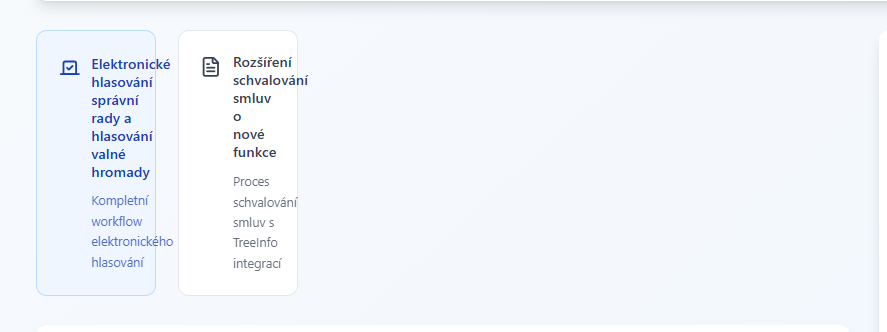 Elektronické
hlasování
správní
rady a
hlasování
valné
hromady
Kompletní
workflow
elektronického
hlasování
Rozšíření
schvalování
smluv
o
nové
funkce
Proces
schvalování
smluv s
TreeInfo
integrací